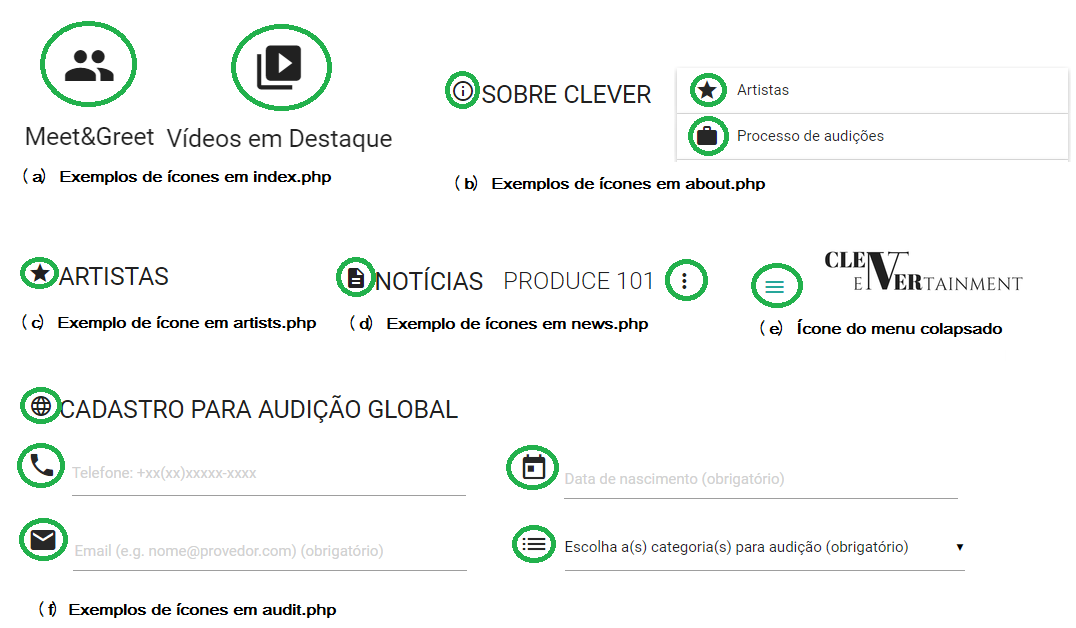 Meet&Greet
Vídeos em Destaque
(a) Exemplos de ícones em index.php
SOBRE CLEVER
Artistas
Processo de audições
(b) Exemplos de ícones em about.php
ARTISTAS
(c) Exemplo de ícone em artists.php
NOTÍCIAS
PRODUCE 101
(d) Exemplo de ícones em news.php
CLEVER
ENTERTAINMENT
(e) Ícone do menu colapsado
CADASTRO PARA AUDIÇÃO GLOBAL
Telefone: +xx(xx)xxxxx-xxxx
Data de nascimento (obrigatório)
Email (e.g. nome@provedor.com) (obrigatório)
Escolha a(s) categoria(s) para audição (obrigatório)
(f) Exemplos de ícones em audit.php